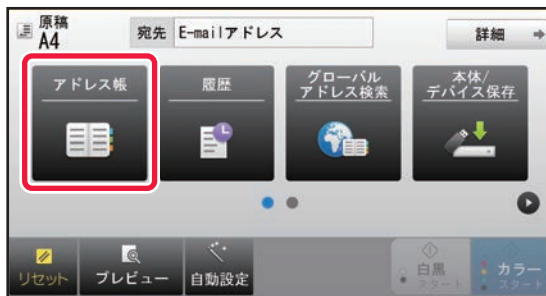 原稿
A4
宛先 E-mailアドレス
詳細
アドレス帳
履歴
グローバル
アドレス検索
本体/
デバイス保存
リセット
プレビュー
自動設定
白黒
スタート
カラー
スタート